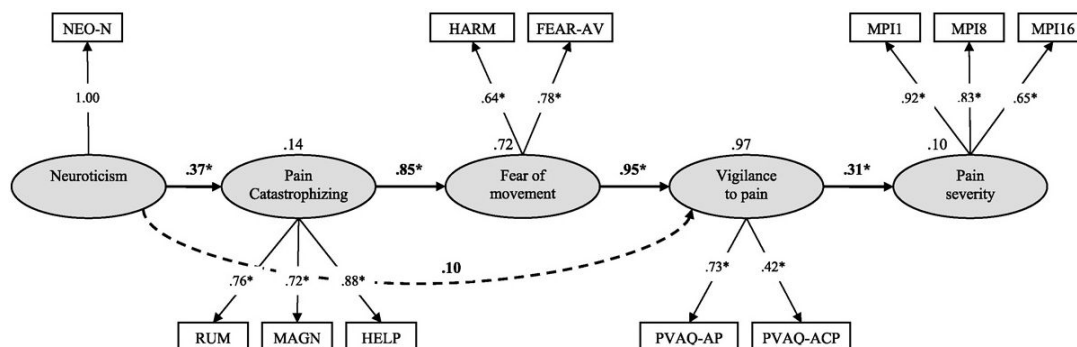 NEO-N
HARM
FEAR-AV
MPI1
MPI8
MPI16
1.00
.64*
.78*
.92*
.83*
.65*
.14
.72
.97
.10
Neuroticism
.37*
Pain
Catastrophizing
.85*
Fear of
movement
.95*
Vigilance
to pain
.31*
Pain
severity
.10
.76*
.72*
.88*
.73*
.42*
RUM
MAGN
HELP
PVAQ-AP
PVAQ-ACP